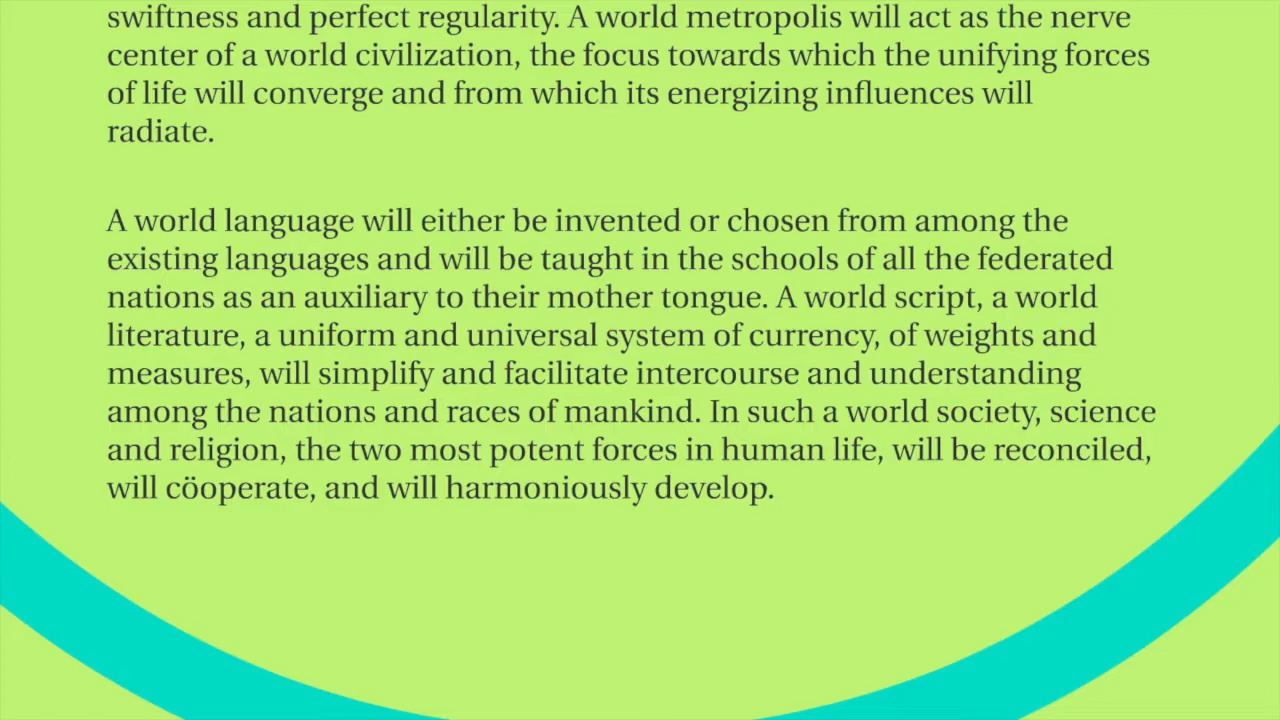 swiftness and perfect regularity. A world metropolis will act as the nerve
center of a world civilization, the focus towards which the unifying forces
of life will converge and from which its energizing influences will
radiate.
A world language will either be invented or chosen from among the
existing languages and will be taught in the schools of all the federated
nations as an auxiliary to their mother tongue. A world script, a world
literature, a uniform and universal system of currency, of weights and
measures, will simplify and facilitate intercourse and understanding
among the nations and races of mankind. In such a world society, science
and religion, the two most potent forces in human life, will be reconciled,
will cöoperate, and will harmoniously develop.